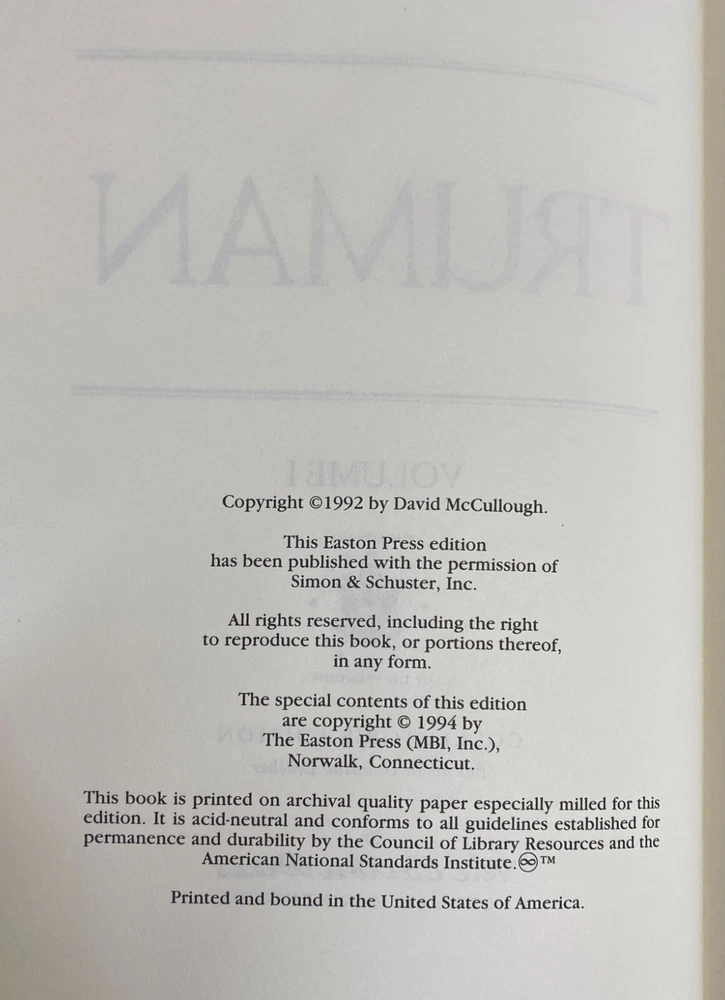 TRUMAN
VOLUME I
Copyright ©1992 by David McCullough.
This Easton Press edition
has been published with the permission of
Simon & Schuster, Inc.
All rights reserved, including the right
to reproduce this book, or portions thereof,
in any form.
The special contents of this edition
are copyright © 1994 by
The Easton Press (MBI, Inc.),
Norwalk, Connecticut.
This book is printed on archival quality paper especially milled for this
edition. It is acid-neutral and conforms to all guidelines established for
permanence and durability by the Council of Library Resources and the
American National Standards Institute.♾™
Printed and bound in the United States of America.